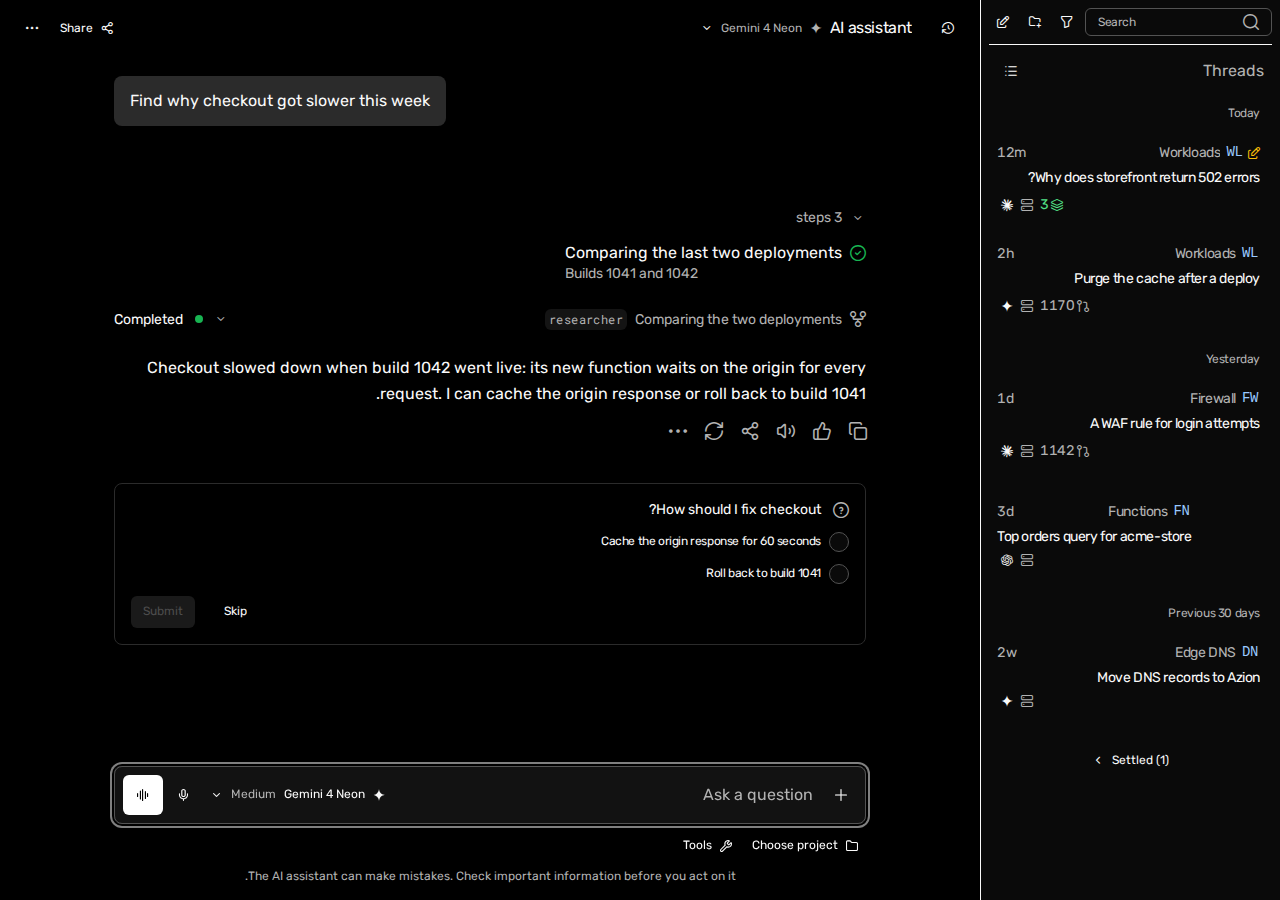 Share
AI assistant
Gemini 4 Neon
Find why checkout got slower this week
steps 3
Comparing the last two deployments
Builds 1041 and 1042
Comparing the two deployments
researcher
Completed
Checkout slowed down when build 1042 went live: its new function waits on the origin for every
.request. I can cache the origin response or roll back to build 1041
?How should I fix checkout
Cache the origin response for 60 seconds
Roll back to build 1041
Skip
Submit
Ask a question
Gemini 4 Neon Medium
Choose project
Tools
.The AI assistant can make mistakes. Check important information before you act on it
Search
Threads
Today
WL Workloads 12m
?Why does storefront return 502 errors
3
WL Workloads 2h
Purge the cache after a deploy
1170
Yesterday
FW Firewall 1d
A WAF rule for login attempts
1142
FN Functions 3d
Top orders query for acme-store
Previous 30 days
DN Edge DNS 2w
Move DNS records to Azion
Settled (1)